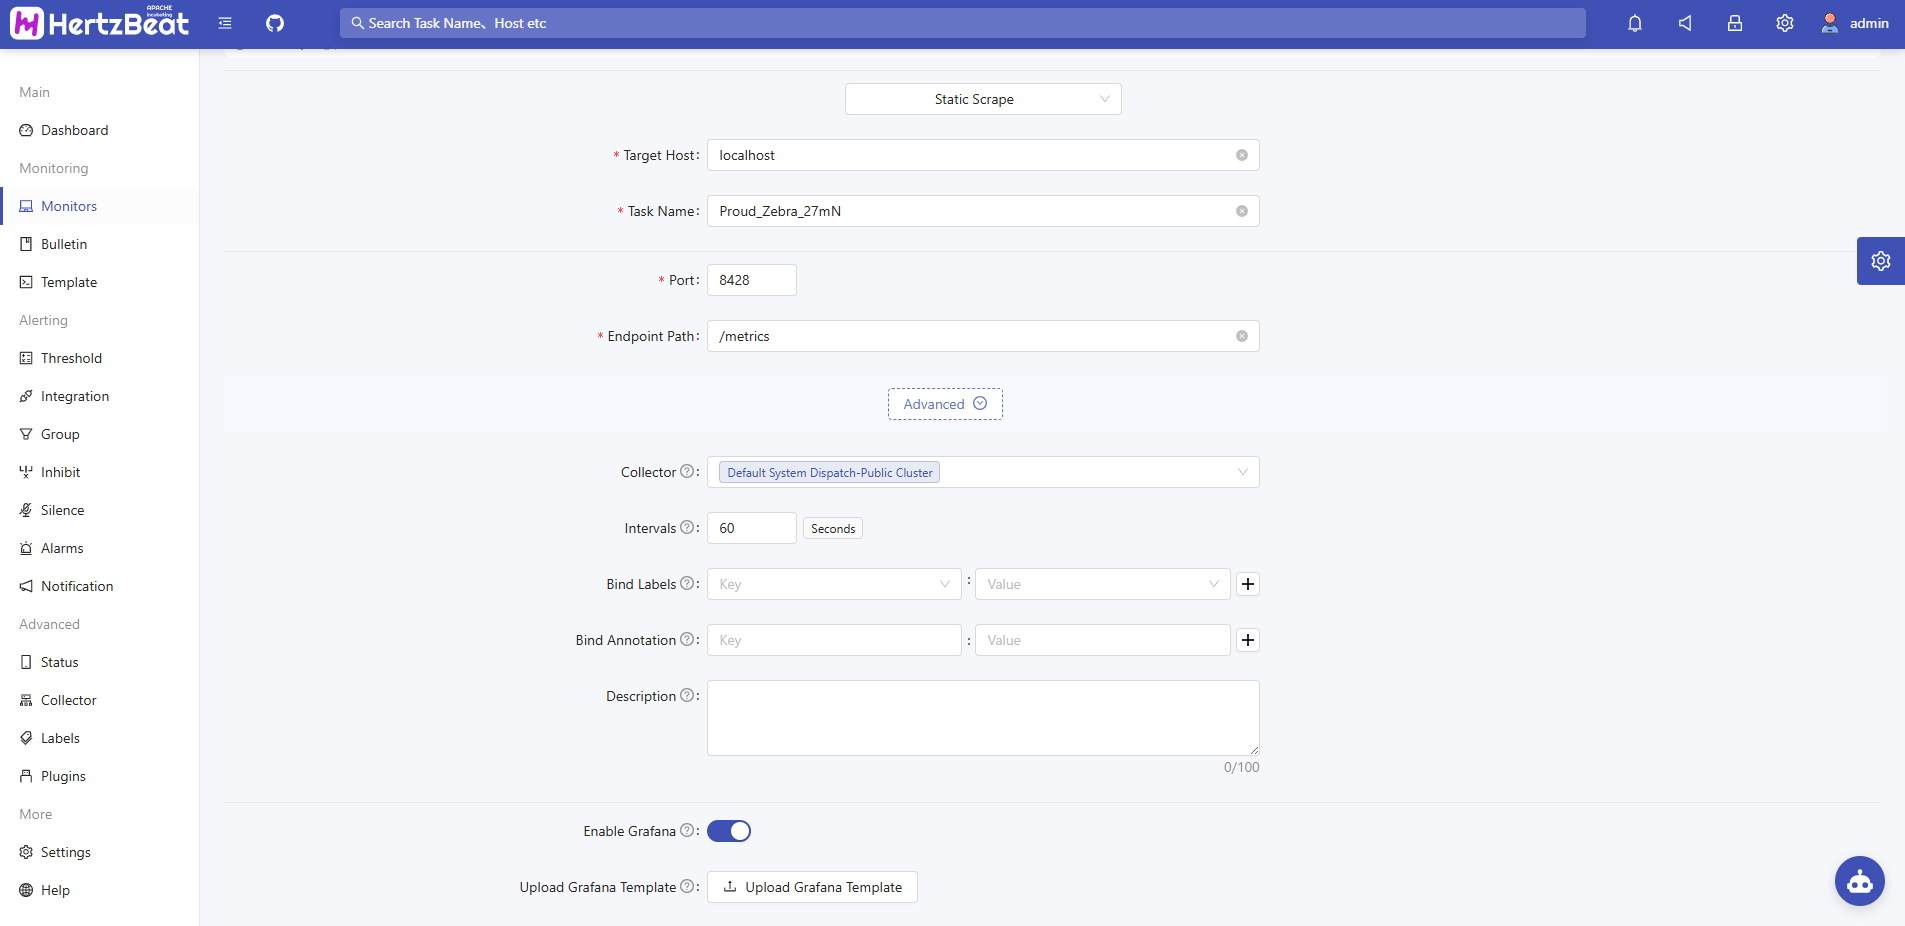 HertzBeat
APACHE
incubating
Search Task Name、Host etc
admin
Main
Dashboard
Monitoring
Monitors
Bulletin
Template
Alerting
Threshold
Integration
Group
Inhibit
Silence
Alarms
Notification
Advanced
Status
Collector
Labels
Plugins
More
Settings
Help
Static Scrape
* Target Host: localhost
* Task Name: Proud_Zebra_27mN
* Port: 8428
* Endpoint Path: /metrics
Advanced
Collector : Default System Dispatch-Public Cluster
Intervals : 60 Seconds
Bind Labels : Key : Value
Bind Annotation : Key : Value
Description :
0/100
Enable Grafana :
Upload Grafana Template : Upload Grafana Template